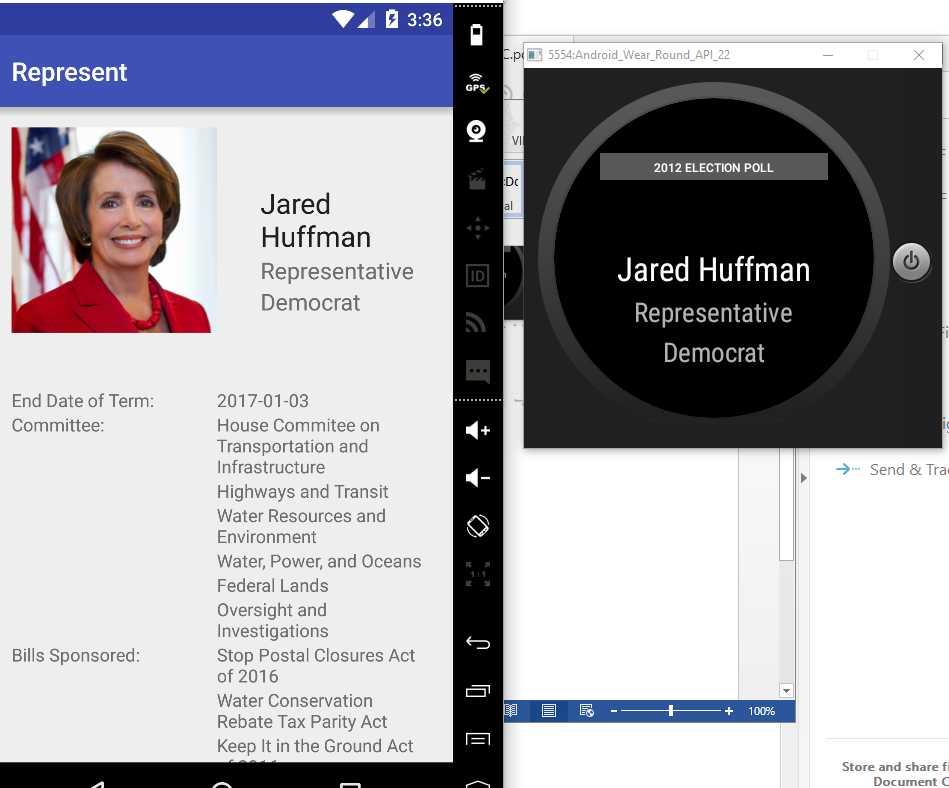 3:36
Represent
Jared
Huffman
Representative
Democrat
End Date of Term:
2017-01-03
Committee:
House Commitee on
Transportation and
Infrastructure
Highways and Transit
Water Resources and
Environment
Water, Power, and Oceans
Federal Lands
Oversight and
Investigations
Bills Sponsored:
Stop Postal Closures Act
of 2016
Water Conservation
Rebate Tax Parity Act
Keep It in the Ground Act
GPS
ID
1:1
5554:Android_Wear_Round_API_22
2012 ELECTION POLL
Jared Huffman
Representative
Democrat
Send & Tra
100%
Store and share fi
Document C